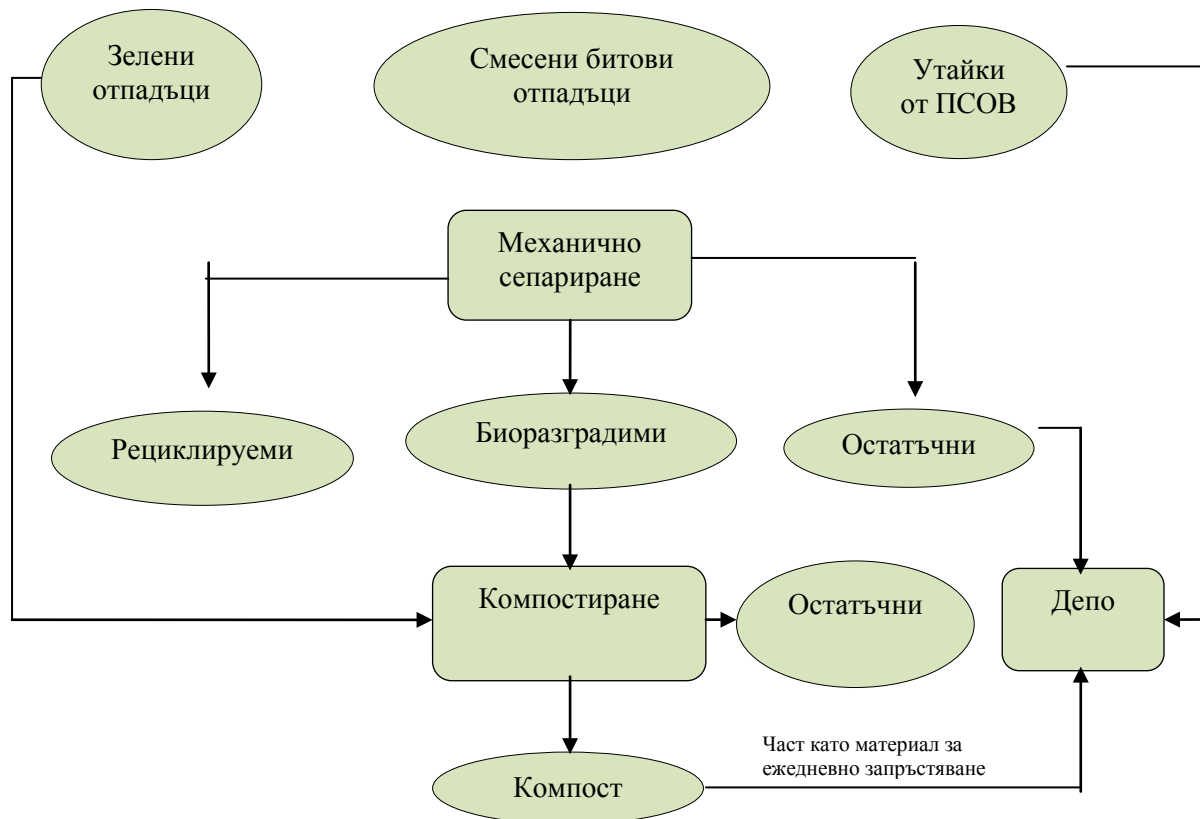 Зелени
отпадъци
Смесени битови
отпадъци
Утайки
от ПСОВ
Механично
сепариране
Рециклируеми
Биоразградими
Остатъчни
Компостиране
Остатъчни
Депо
Част като материал за
ежедневно запръстяване
Компост